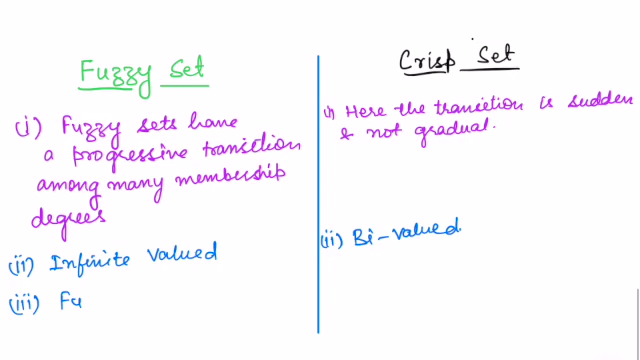 Fuzzy Set
(i) Fuzzy sets have
a progressive transition
among many membership
degrees
(ii) Infinite Valued
(iii) Fu
Crisp Set
(i) Here the transition is sudden
& not gradual.
(ii) Bi-valued